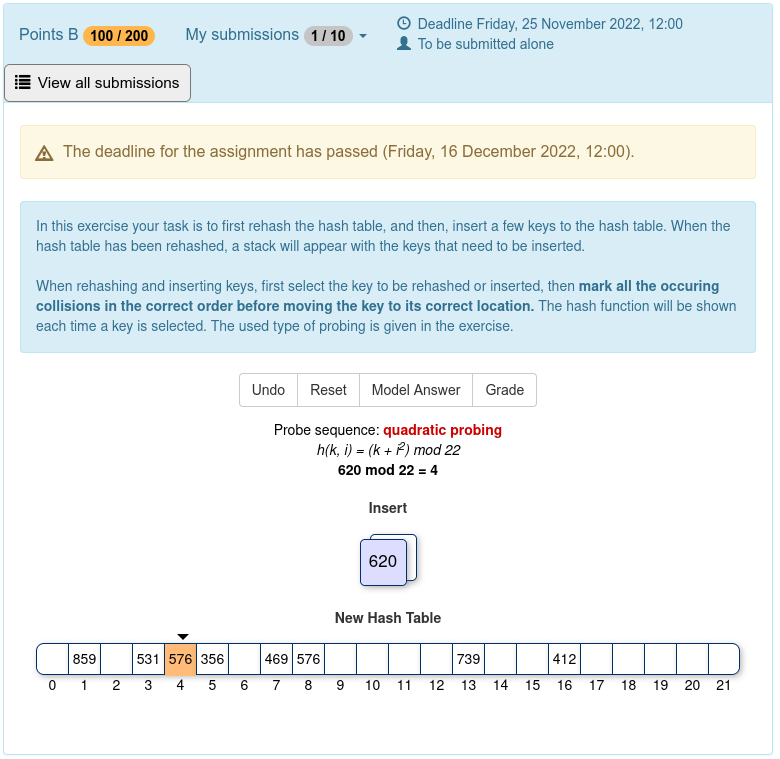 Points B 100 / 200 My submissions 1 / 10
Deadline Friday, 25 November 2022, 12:00
To be submitted alone
View all submissions
The deadline for the assignment has passed (Friday, 16 December 2022, 12:00).
In this exercise your task is to first rehash the hash table, and then, insert a few keys to the hash table. When the
hash table has been rehashed, a stack will appear with the keys that need to be inserted.
When rehashing and inserting keys, first select the key to be rehashed or inserted, then mark all the occuring
collisions in the correct order before moving the key to its correct location. The hash function will be shown
each time a key is selected. The used type of probing is given in the exercise.
Undo Reset Model Answer Grade
Probe sequence: quadratic probing
h(k, i) = (k + i²) mod 22
620 mod 22 = 4
Insert
620
New Hash Table
859 531 576 356 469 576 739 412
0 1 2 3 4 5 6 7 8 9 10 11 12 13 14 15 16 17 18 19 20 21